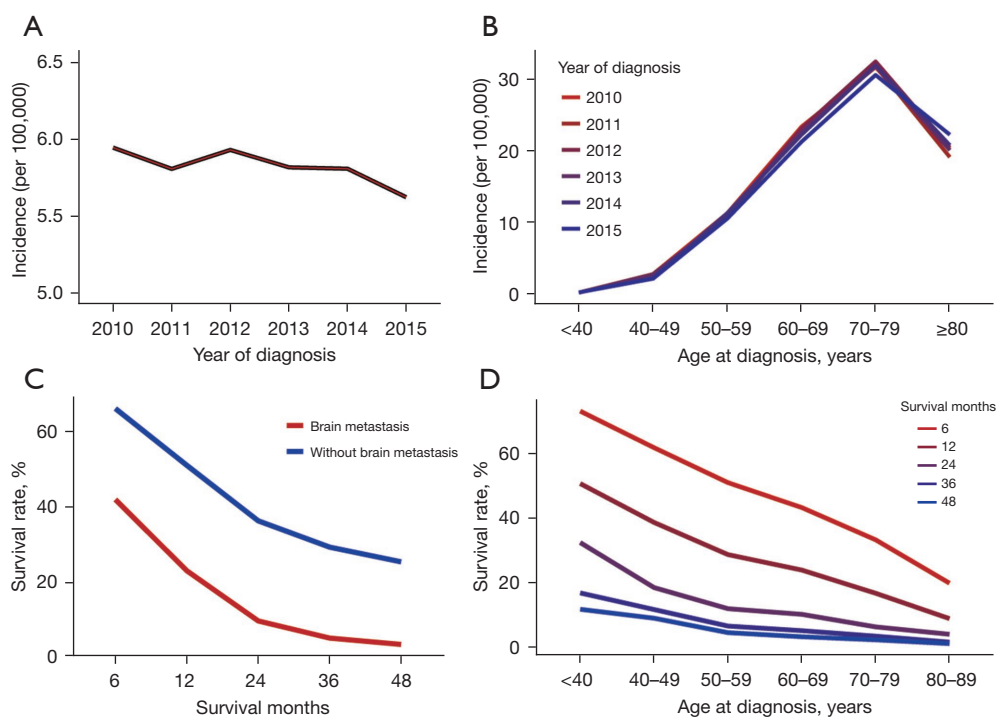 A
6.5
6.0
5.5
5.0
Incidence (per 100,000)
2010 2011 2012 2013 2014 2015
Year of diagnosis
B
30
20
10
0
Incidence (per 100,000)
Year of diagnosis
2010
2011
2012
2013
2014
2015
<40 40–49 50–59 60–69 70–79 ≥80
Age at diagnosis, years
C
60
40
20
0
Survival rate, %
Brain metastasis
Without brain metastasis
6 12 24 36 48
Survival months
D
60
40
20
0
Survival rate, %
Survival months
6
12
24
36
48
<40 40–49 50–59 60–69 70–79 80–89
Age at diagnosis, years